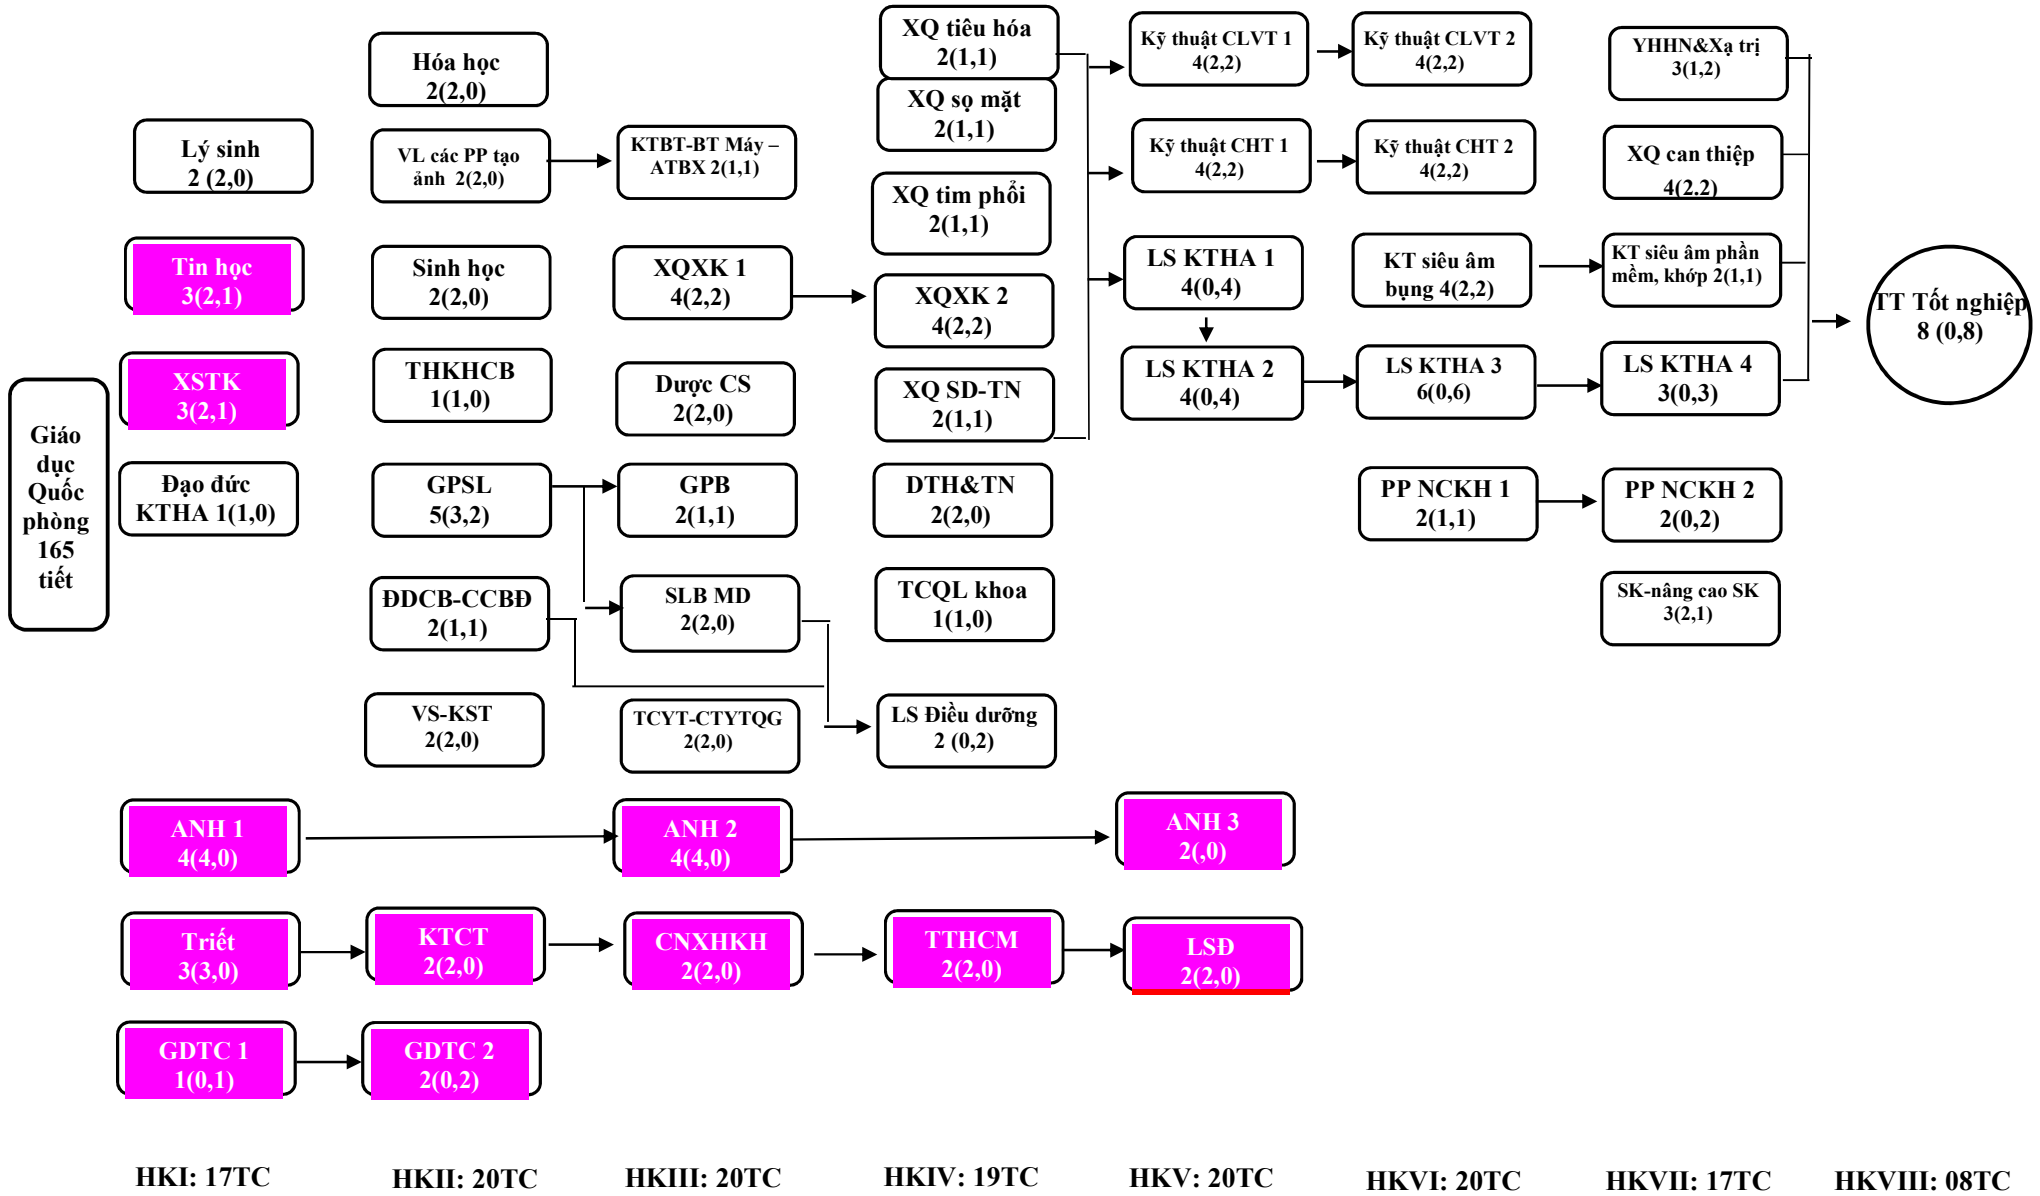 Giáo
dục
Quốc
phòng
165
tiết
Lý sinh
2 (2,0)
Tin học
3(2,1)
XSTK
3(2,1)
Đạo đức
KTHA 1(1,0)
ANH 1
4(4,0)
Triết
3(3,0)
GDTC 1
1(0,1)
HKI: 17TC
Hóa học
2(2,0)
VL các PP tạo
ảnh 2(2,0)
Sinh học
2(2,0)
THKHCB
1(1,0)
GPSL
5(3,2)
ĐDCB-CCBĐ
2(1,1)
VS-KST
2(2,0)
KTCT
2(2,0)
GDTC 2
2(0,2)
HKII: 20TC
KTBT-BT Máy –
ATBX 2(1,1)
XQXK 1
4(2,2)
Dược CS
2(2,0)
GPB
2(1,1)
SLB MD
2(2,0)
TCYT-CTYTQG
2(2,0)
ANH 2
4(4,0)
CNXHKH
2(2,0)
HKIII: 20TC
XQ tiêu hóa
2(1,1)
XQ sọ mặt
2(1,1)
XQ tim phổi
2(1,1)
XQXK 2
4(2,2)
XQ SD-TN
2(1,1)
DTH&TN
2(2,0)
TCQL khoa
1(1,0)
LS Điều dưỡng
2 (0,2)
TTHCM
2(2,0)
HKIV: 19TC
Kỹ thuật CLVT 1
4(2,2)
Kỹ thuật CHT 1
4(2,2)
LS KTHA 1
4(0,4)
LS KTHA 2
4(0,4)
ANH 3
2(,0)
LSĐ
2(2,0)
HKV: 20TC
Kỹ thuật CLVT 2
4(2,2)
Kỹ thuật CHT 2
4(2,2)
KT siêu âm
bụng 4(2,2)
LS KTHA 3
6(0,6)
PP NCKH 1
2(1,1)
HKVI: 20TC
YHHN&Xạ trị
3(1,2)
XQ can thiệp
4(2.2)
KT siêu âm phần
mềm, khớp 2(1,1)
LS KTHA 4
3(0,3)
PP NCKH 2
2(0,2)
SK-nâng cao SK
3(2,1)
HKVII: 17TC
TT Tốt nghiệp
8 (0,8)
HKVIII: 08TC